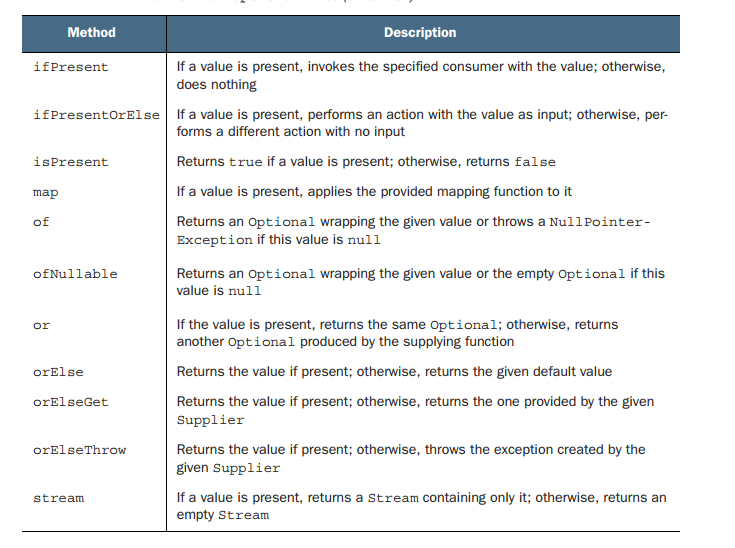 Method Description
ifPresent If a value is present, invokes the specified consumer with the value; otherwise,
does nothing
ifPresentOrElse If a value is present, performs an action with the value as input; otherwise, per-
forms a different action with no input
isPresent Returns true if a value is present; otherwise, returns false
map If a value is present, applies the provided mapping function to it
of Returns an Optional wrapping the given value or throws a NullPointer-
Exception if this value is null
ofNullable Returns an Optional wrapping the given value or the empty Optional if this
value is null
or If the value is present, returns the same Optional; otherwise, returns
another Optional produced by the supplying function
orElse Returns the value if present; otherwise, returns the given default value
orElseGet Returns the value if present; otherwise, returns the one provided by the given
Supplier
orElseThrow Returns the value if present; otherwise, throws the exception created by the
given Supplier
stream If a value is present, returns a Stream containing only it; otherwise, returns an
empty Stream